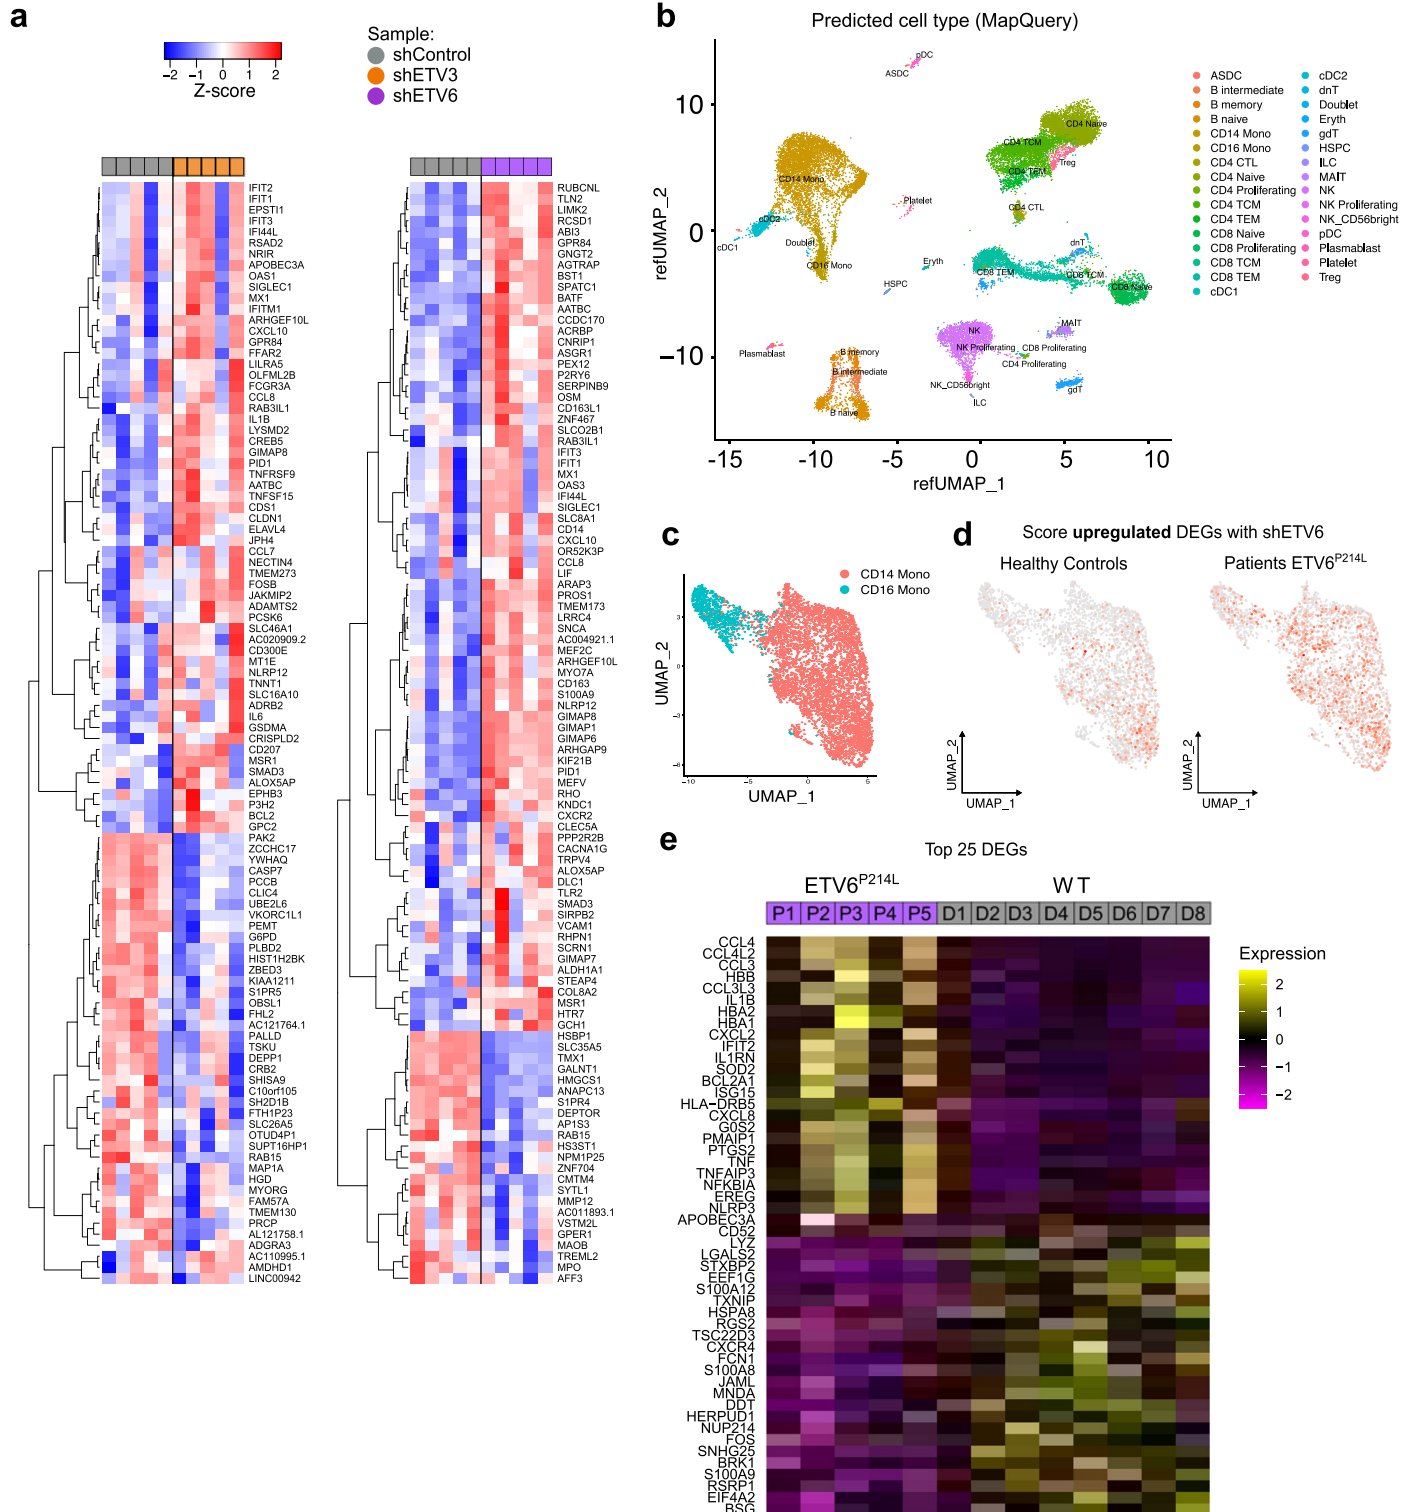 a
Sample:
shControl
shETV3
shETV6
−2 −1 0 1 2
Z-score
IFIT2
IFIT1
EPSTI1
IFIT3
IFI44L
RSAD2
NRIR
APOBEC3A
OAS1
SIGLEC1
MX1
IFITM1
ARHGEF10L
CXCL10
GPR84
FFAR2
LILRA5
OLFML2B
FCGR3A
CCL8
RAB3IL1
IL1B
LYSMD2
CREB5
GIMAP8
PID1
TNFRSF9
AATBC
TNFSF15
CDS1
CLDN1
ELAVL4
JPH4
CCL7
NECTIN4
TMEM273
FOSB
JAKMIP2
ADAMTS2
PCSK6
SLC46A1
AC020909.2
CD300E
MT1E
NLRP12
TNNT1
SLC16A10
ADRB2
IL6
GSDMA
CRISPLD2
CD207
MSR1
SMAD3
ALOX5AP
EPHB3
P3H2
BCL2
GPC2
PAK2
ZCCHC17
YWHAQ
CASP7
PCCB
CLIC4
UBE2L6
VKORC1L1
PEMT
G6PD
PLBD2
HIST1H2BK
ZBED3
KIAA1211
S1PR5
OBSL1
FHL2
AC121764.1
PALLD
TSKU
DEPP1
CRB2
SHISA9
C10orf105
SH2D1B
FTH1P23
SLC26A5
OTUD4P1
SUPT16HP1
RAB15
MAP1A
HGD
MYORG
FAM57A
TMEM130
PRCP
AL121758.1
ADGRA3
AC110995.1
AMDHD1
LINC00942
RUBCNL
TLN2
LIMK2
RCSD1
ABI3
GPR84
GNGT2
AGTRAP
BST1
SPATC1
BATF
AATBC
CCDC170
ACRBP
CNRIP1
ASGR1
PEX12
P2RY6
SERPINB9
OSM
CD163L1
ZNF467
SLCO2B1
RAB3IL1
IFIT3
IFIT1
MX1
OAS3
IFI44L
SIGLEC1
SLC8A1
CD14
CXCL10
OR52K3P
CCL8
LIF
ARAP3
PROS1
TMEM173
LRRC4
SNCA
AC004921.1
MEF2C
ARHGEF10L
MYO7A
CD163
S100A9
NLRP12
GIMAP8
GIMAP1
GIMAP6
ARHGAP9
KIF21B
PID1
MEFV
RHO
KNDC1
CXCR2
CLEC5A
PPP2R2B
CACNA1G
TRPV4
ALOX5AP
DLC1
TLR2
SMAD3
SIRPB2
VCAM1
RHPN1
SCRN1
GIMAP7
ALDH1A1
STEAP4
COL8A2
MSR1
HTR7
GCH1
HSBP1
SLC35A5
TMX1
GALNT1
HMGCS1
ANAPC13
S1PR4
DEPTOR
AP1S3
RAB15
HS3ST1
NPM1P25
ZNF704
CMTM4
SYTL1
MMP12
AC011893.1
VSTM2L
GPER1
MAOB
TREML2
MPO
AFF3
b
Predicted cell type (MapQuery)
refUMAP_2
10
0
−10
-15 -10 -5 0 5 10
refUMAP_1
pDC
ASDC
CD4 Naive
CD4 TCM
Treg
CD4 TEM
CD14 Mono
Platelet
CD4 CTL
cDC2
cDC1
Doublet
CD16 Mono
dnT
Eryth
CD8 TEM
CD8 TCM
CD8 Naive
HSPC
NK
MAIT
NK Proliferating
CD8 Proliferating
CD4 Proliferating
Plasmablast
B memory
B intermediate
NK_CD56bright
gdT
ILC
B naive
ASDC
B intermediate
B memory
B naive
CD14 Mono
CD16 Mono
CD4 CTL
CD4 Naive
CD4 Proliferating
CD4 TCM
CD4 TEM
CD8 Naive
CD8 Proliferating
CD8 TCM
CD8 TEM
cDC1
cDC2
dnT
Doublet
Eryth
gdT
HSPC
ILC
MAIT
NK
NK Proliferating
NK_CD56bright
pDC
Plasmablast
Platelet
Treg
c
CD14 Mono
CD16 Mono
UMAP_2
3
0
−3
−6
−10 −5 0 5
UMAP_1
d
Score upregulated DEGs with shETV6
Healthy Controls
Patients ETV6P214L
UMAP_2
UMAP_1
UMAP_2
UMAP_1
e
Top 25 DEGs
ETV6P214L WT
P1 P2 P3 P4 P5 D1 D2 D3 D4 D5 D6 D7 D8
CCL4
CCL4L2
CCL3
HBB
CCL3L3
IL1B
HBA2
HBA1
CXCL2
IFIT2
IL1RN
SOD2
BCL2A1
ISG15
HLA−DRB5
CXCL8
G0S2
PMAIP1
PTGS2
TNF
TNFAIP3
NFKBIA
EREG
NLRP3
APOBEC3A
CD52
LYZ
LGALS2
STXBP2
EEF1G
S100A12
TXNIP
HSPA8
RGS2
TSC22D3
CXCR4
FCN1
S100A8
JAML
MNDA
DDT
HERPUD1
NUP214
FOS
SNHG25
BRK1
S100A9
RSRP1
EIF4A2
BSG
Expression
2
1
0
−1
−2